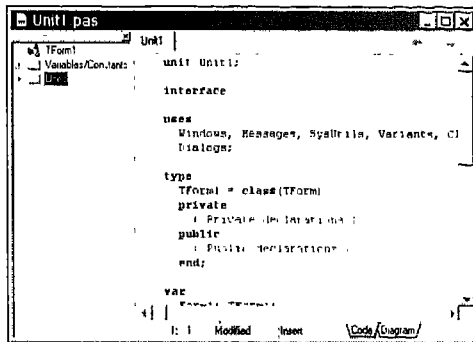 Unit1 pas
Unit1
TForm1
Variables/Constants
unit Unit1;
interface
uses
Windows, Messages, SysUtils, Variants, Cl
Dialogs;
type
TForm1 = class(TForm)
private
{ Private declarations }
public
{ Public declarations }
end;
var
1: 1 Modified Insert Code Diagram